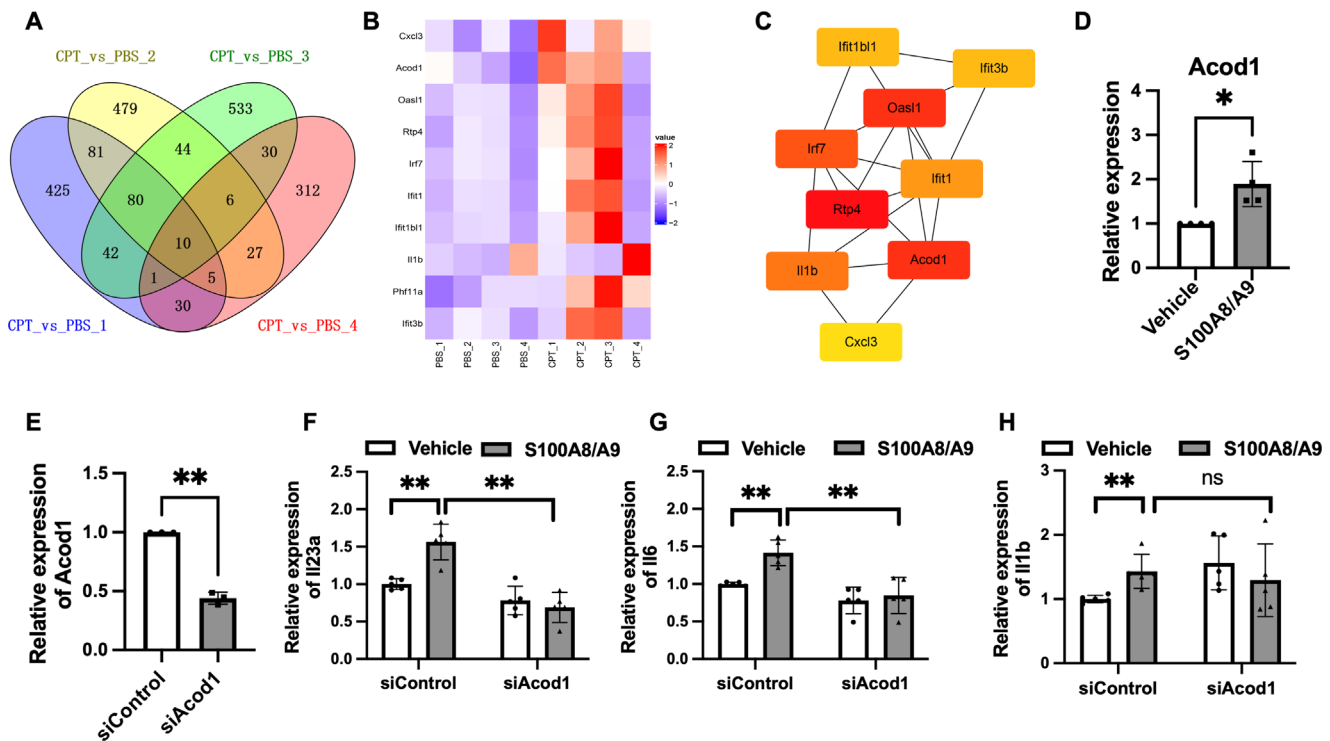 A
CPT_vs_PBS_2
CPT_vs_PBS_3
479
533
81
44
30
425
80
6
312
10
42
27
1
5
30
CPT_vs_PBS_1
CPT_vs_PBS_4
B
Cxcl3
Acod1
Oasl1
Rtp4
Irf7
Ifit1
Ifit1bl1
Il1b
Phf11a
Ifit3b
PBS_1
PBS_2
PBS_3
PBS_4
CPT_1
CPT_2
CPT_3
CPT_4
value
2
1
0
−1
−2
C
Ifit1bl1
Ifit3b
Oasl1
Irf7
Ifit1
Rtp4
Acod1
Il1b
Cxcl3
D
Acod1
Relative expression
4
3
2
1
0
*
Vehicle
S100A8/A9
E
Relative expression
of Acod1
1.5
1.0
0.5
0.0
**
siControl
siAcod1
F
Vehicle
S100A8/A9
Relative expression
of Il23a
2.5
2.0
1.5
1.0
0.5
0.0
**
**
siControl
siAcod1
G
Vehicle
S100A8/A9
Relative expression
of Il6
2.5
2.0
1.5
1.0
0.5
0.0
**
**
siControl
siAcod1
H
Vehicle
S100A8/A9
Relative expression
of Il1b
3
2
1
0
**
ns
siControl
siAcod1